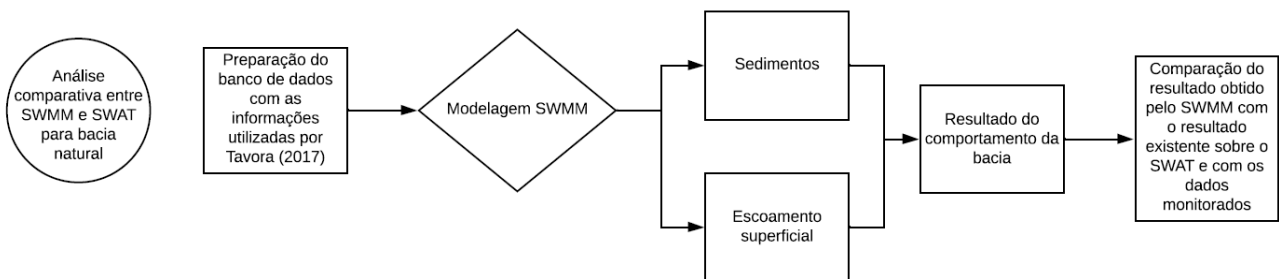 Análise
comparativa entre
SWMM e SWAT
para bacia
natural
Preparação do
banco de dados
com as
informações
utilizadas por
Tavora (2017)
Modelagem SWMM
Sedimentos
Escoamento
superficial
Resultado do
comportamento da
bacia
Comparação do
resultado obtido
pelo SWMM com
o resultado
existente sobre o
SWAT e com os
dados
monitorados